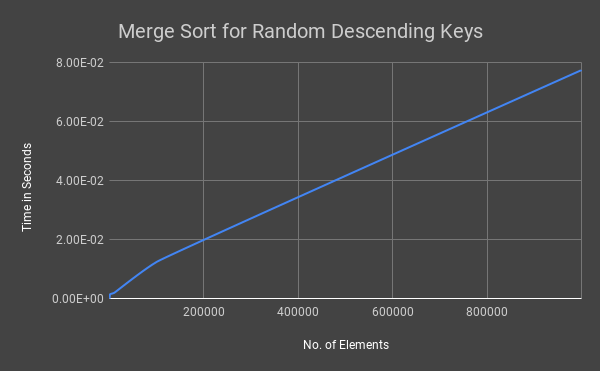 Merge Sort for Random Descending Keys
8.00E-02
6.00E-02
4.00E-02
2.00E-02
0.00E+00
Time in Seconds
200000
400000
600000
800000
No. of Elements